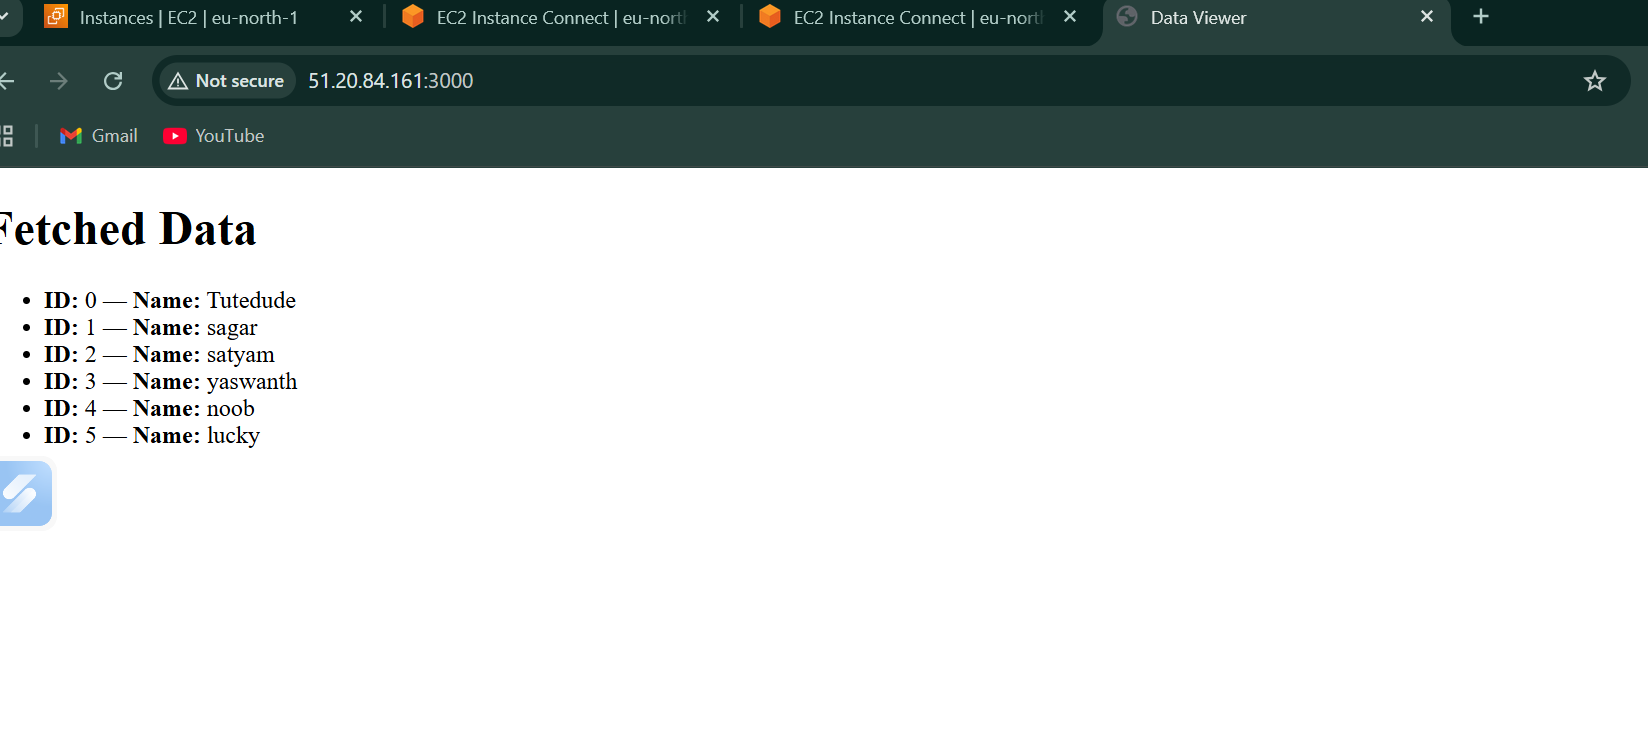 Instances | EC2 | eu-north-1
EC2 Instance Connect | eu-nort
EC2 Instance Connect | eu-nort
Data Viewer
Not secure
51.20.84.161:3000
Gmail
YouTube
Fetched Data
ID: 0 — Name: Tutedude
ID: 1 — Name: sagar
ID: 2 — Name: satyam
ID: 3 — Name: yaswanth
ID: 4 — Name: noob
ID: 5 — Name: lucky